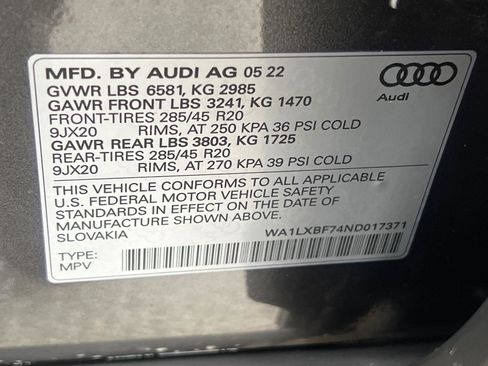 MFD. BY AUDI AG 05 22
GVWR LBS 6581, KG 2985
GAWR FRONT LBS 3241, KG 1470
FRONT-TIRES 285/45 R20
9JX20 RIMS, AT 250 KPA 36 PSI COLD
GAWR REAR LBS 3803, KG 1725
REAR-TIRES 285/45 R20
9JX20 RIMS, AT 270 KPA 39 PSI COLD
THIS VEHICLE CONFORMS TO ALL APPLICABLE
U.S. FEDERAL MOTOR VEHICLE SAFETY
STANDARDS IN EFFECT ON THE DATE OF
MANUFACTURE SHOWN ABOVE.
SLOVAKIA WA1LXBF74ND017371
TYPE:
MPV
Audi